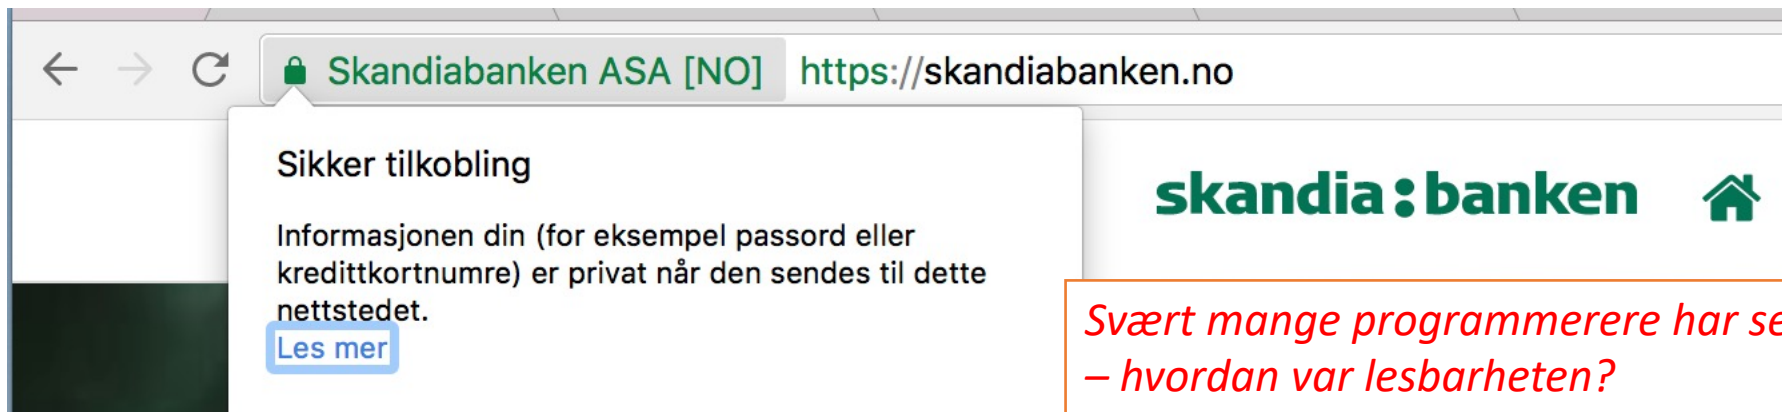 Skandiabanken ASA [NO] https://skandiabanken.no
Sikker tilkobling
Informasjonen din (for eksempel passord eller
kredittkortnumre) er privat når den sendes til dette
nettstedet.
Les mer
skandia:banken
Svært mange programmerere har se
– hvordan var lesbarheten?